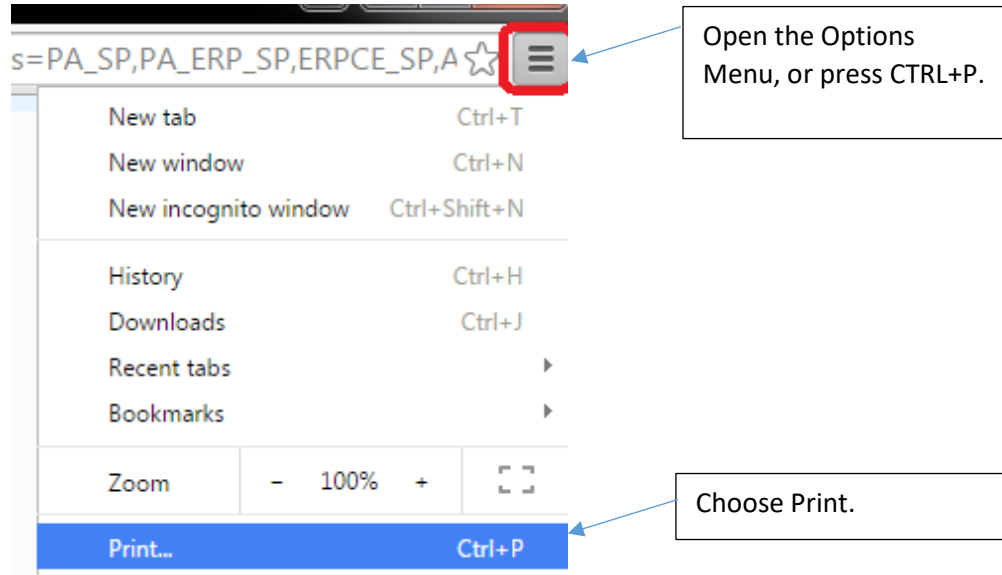 s=PA_SP,PA_ERP_SP,ERPCE_SP,A
Open the Options
Menu, or press CTRL+P.
New tab Ctrl+T
New window Ctrl+N
New incognito window Ctrl+Shift+N
History Ctrl+H
Downloads Ctrl+J
Recent tabs
Bookmarks
Zoom - 100% +
Choose Print.
Print... Ctrl+P